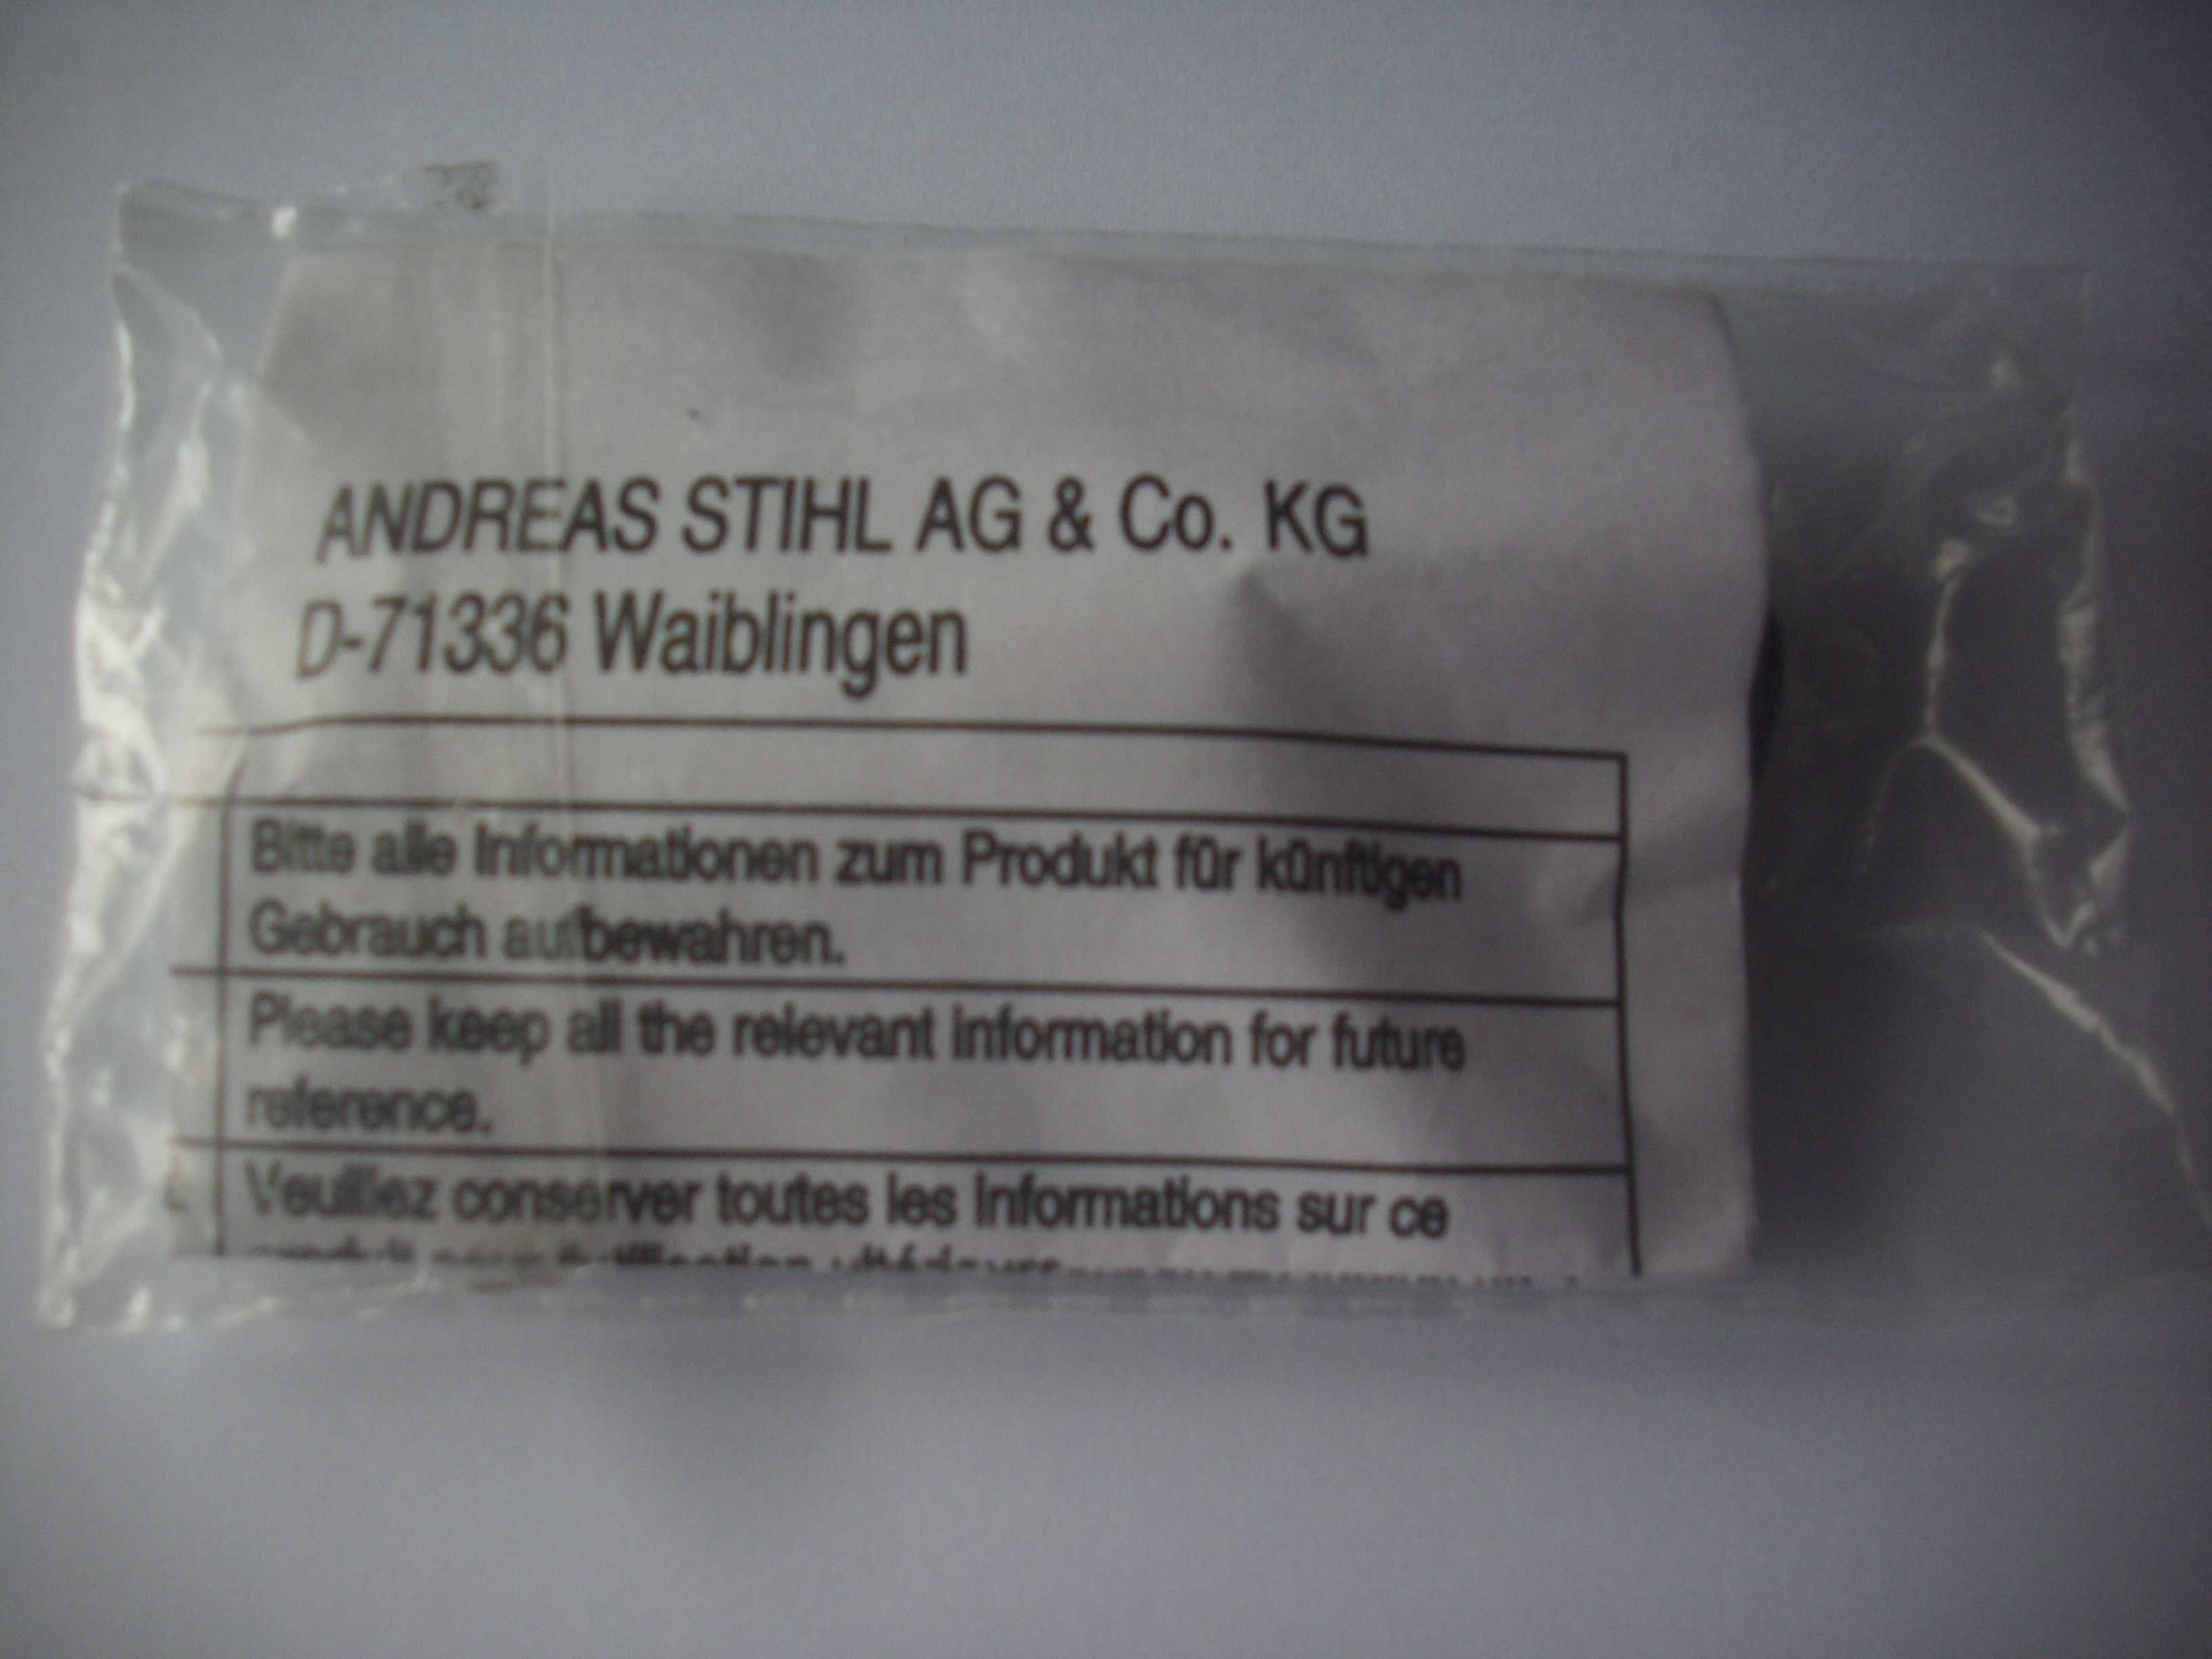 ANDREAS STIHL AG & Co. KG
D-71336 Waiblingen
Bitte alle Informationen zum Produkt für künftigen
Gebrauch aufbewahren.
Please keep all the relevant information for future
reference.
Veuillez conserver toutes les informations sur ce